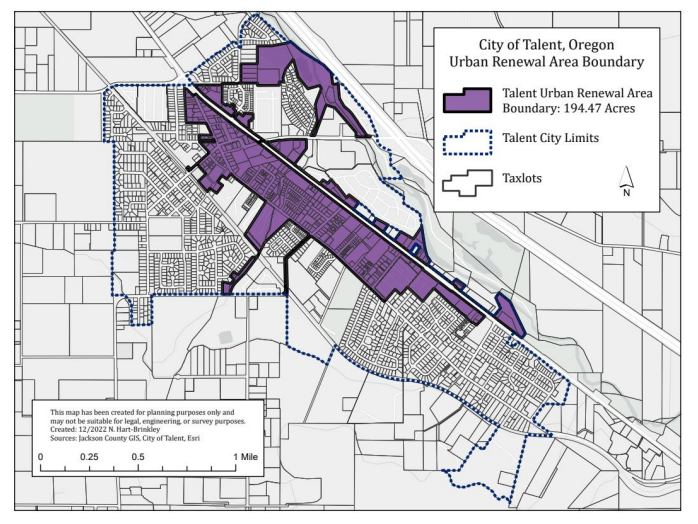 City of Talent, Oregon
Urban Renewal Area Boundary
Talent Urban Renewal Area
Boundary: 194.47 Acres
Talent City Limits
Taxlots
N
This map has been created for planning purposes only and
may not be suitable for legal, engineering, or survey purposes.
Created: 12/2022 N. Hart-Brinkley
Sources: Jackson County GIS, City of Talent, Esri
0 0.25 0.5 1 Mile